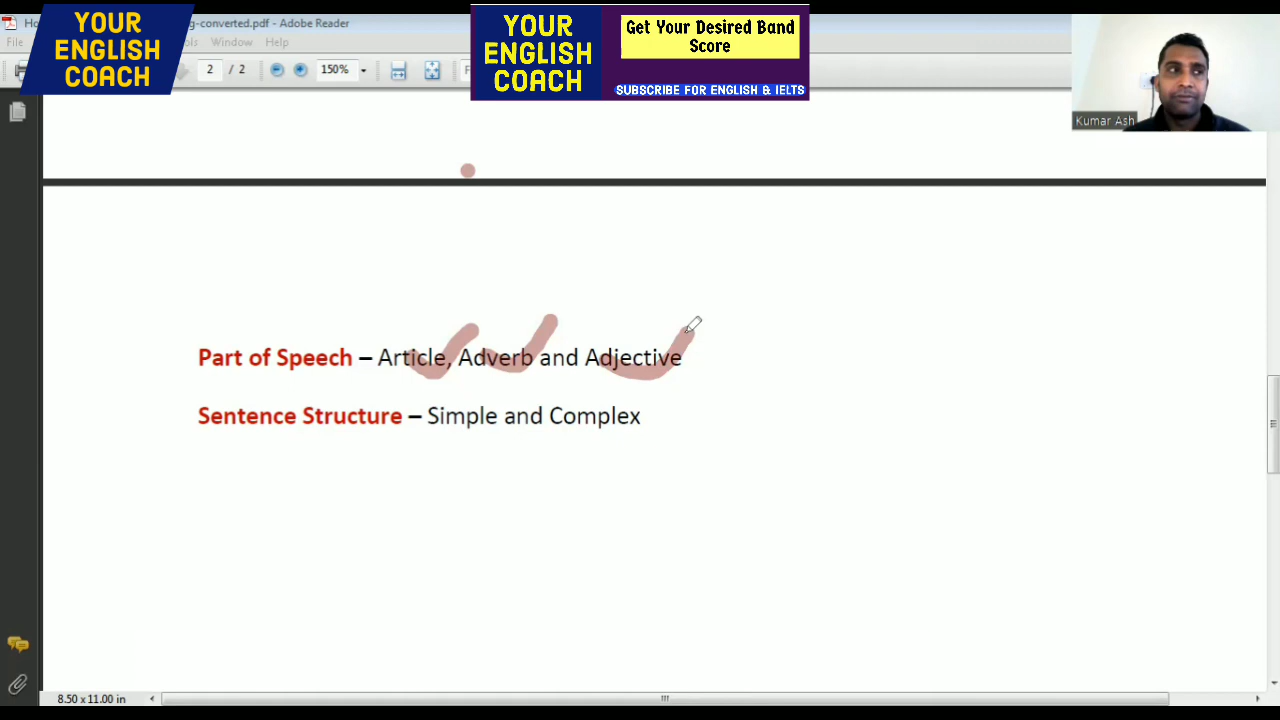 YOUR
ENGLISH
COACH
Ho
g-converted.pdf - Adobe Reader
File
ols Window Help
2 / 2 150%
F
YOUR
ENGLISH
COACH
Get Your Desired Band
Score
SUBSCRIBE FOR ENGLISH & IELTS
Kumar Ash
Part of Speech – Article, Adverb and Adjective
Sentence Structure – Simple and Complex
8.50 x 11.00 in